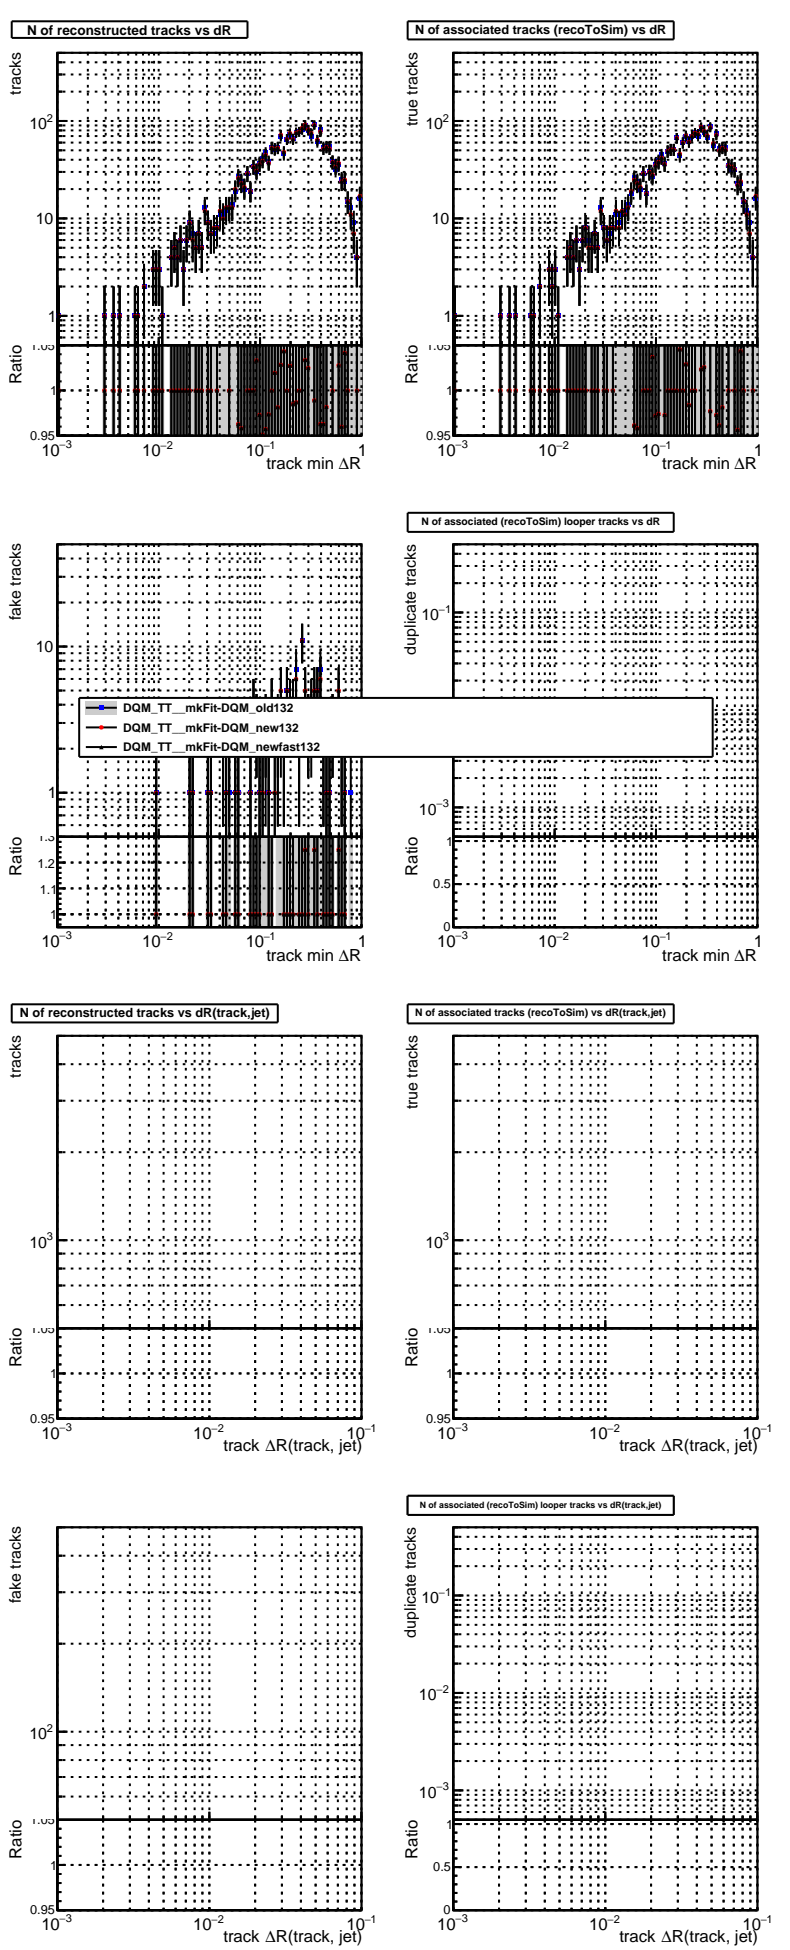 N of reconstructed tracks vs dR
tracks
10²
10
1
Ratio
1.05
1
0.95
10⁻³ 10⁻² 10⁻¹ 1
track min ΔR
N of associated tracks (recoToSim) vs dR
true tracks
10²
10
1
Ratio
1.05
1
0.95
10⁻³ 10⁻² 10⁻¹ 1
track min ΔR
fake tracks
10
1
Ratio
1.3
1.2
1.1
1
10⁻³ 10⁻² 10⁻¹ 1
track min ΔR
N of associated (recoToSim) looper tracks vs dR
duplicate tracks
10⁻¹
10⁻³
Ratio
1
0.5
0
10⁻³ 10⁻² 10⁻¹ 1
track min ΔR
DQM_TT__mkFit-DQM_old132
DQM_TT__mkFit-DQM_new132
DQM_TT__mkFit-DQM_newfast132
N of reconstructed tracks vs dR(track,jet)
tracks
10³
Ratio
1.05
1
0.95
10⁻³ 10⁻² 10⁻¹
track ΔR(track, jet)
N of associated tracks (recoToSim) vs dR(track,jet)
true tracks
10³
Ratio
1.05
1
0.95
10⁻³ 10⁻² 10⁻¹
track ΔR(track, jet)
fake tracks
10²
Ratio
1.05
1
0.95
10⁻³ 10⁻² 10⁻¹
track ΔR(track, jet)
N of associated (recoToSim) looper tracks vs dR(track,jet)
duplicate tracks
10⁻¹
10⁻²
10⁻³
Ratio
1
0.5
0
10⁻³ 10⁻² 10⁻¹
track ΔR(track, jet)